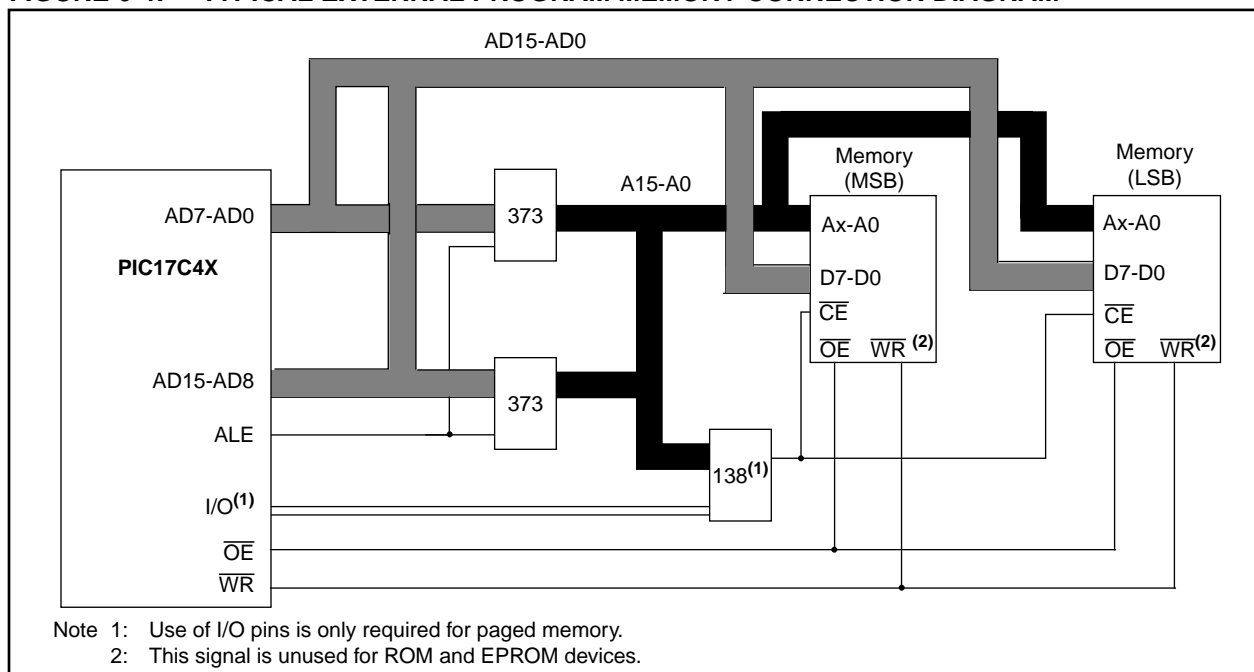 AD15-AD0
Memory
(MSB)
Memory
(LSB)
A15-A0
AD7-AD0
373
Ax-A0
Ax-A0
PIC17C4X
D7-D0
D7-D0
CE
CE
OE WR (2)
OE WR(2)
AD15-AD8
373
ALE
138(1)
I/O(1)
OE
WR
Note 1: Use of I/O pins is only required for paged memory.
2: This signal is unused for ROM and EPROM devices.